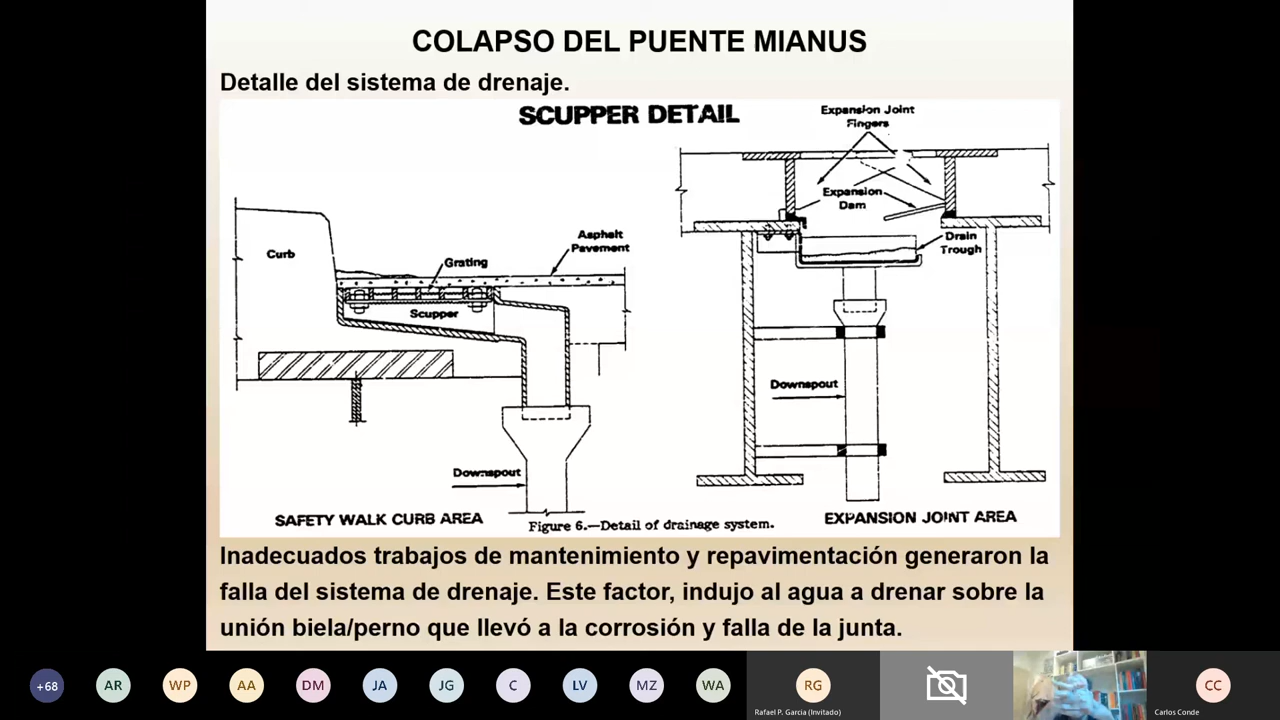 COLAPSO DEL PUENTE MIANUS
Detalle del sistema de drenaje.
SCUPPER DETAIL
Expansion Joint
Fingers
Expansion
Dam
Drain
Trough
Asphalt
Pavement
Curb
Grating
Scupper
Downspout
Downspout
SAFETY WALK CURB AREA
Figure 6.—Detail of drainage system.
EXPANSION JOINT AREA
Inadecuados trabajos de mantenimiento y repavimentación generaron la
falla del sistema de drenaje. Este factor, indujo al agua a drenar sobre la
unión biela/perno que llevó a la corrosión y falla de la junta.
+68 AR WP AA DM JA JG C LV MZ WA RG CC
Rafael P. Garcia (Invitado)
Carlos Conde